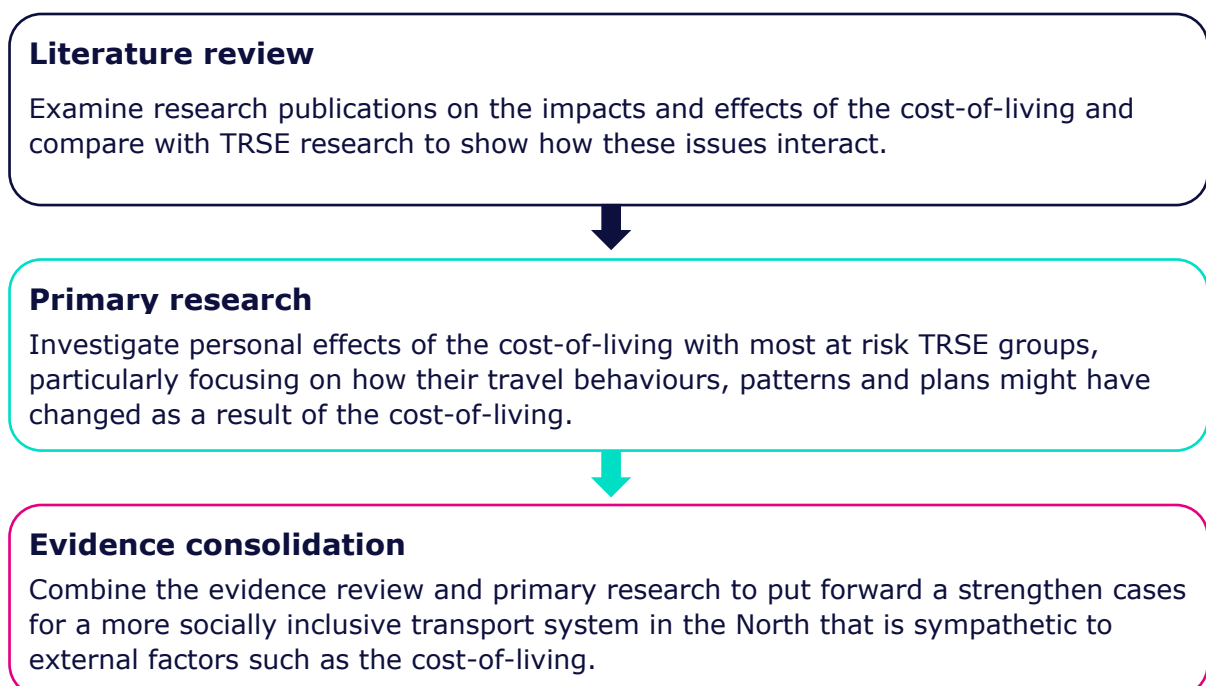 Literature review
Examine research publications on the impacts and effects of the cost-of-living and
compare with TRSE research to show how these issues interact.
Primary research
Investigate personal effects of the cost-of-living with most at risk TRSE groups,
particularly focusing on how their travel behaviours, patterns and plans might have
changed as a result of the cost-of-living.
Evidence consolidation
Combine the evidence review and primary research to put forward a strengthen cases
for a more socially inclusive transport system in the North that is sympathetic to
external factors such as the cost-of-living.